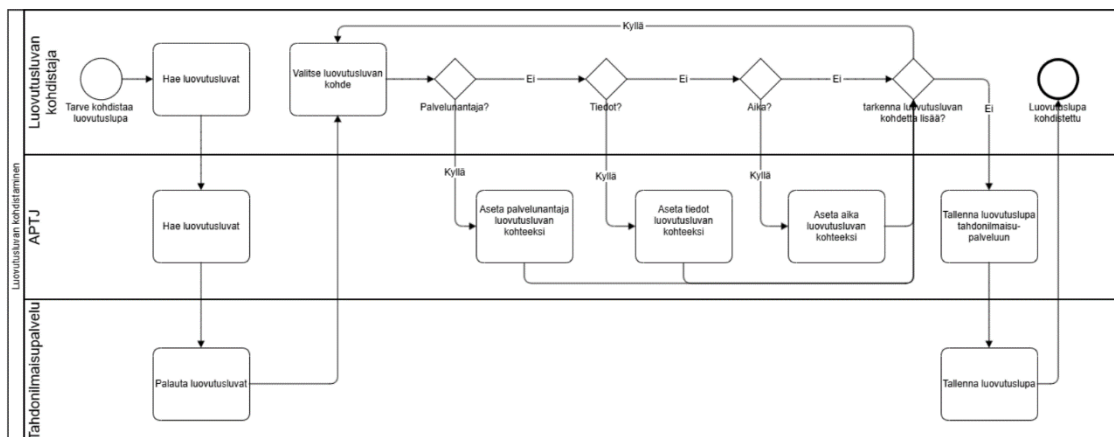 Luovutusluvan kohdistaminen
Luovutusluvan
kohdistaja
Kyllä
Tarve kohdistaa
luovutuslupa
Hae luovutusluvat
Valitse luovutusluvan
kohde
Palvelunantaja?
Ei
Tiedot?
Ei
Aika?
Ei
tarkenna luovutusluvan
kohdetta lisää?
Ei
Luovutuslupa
kohdistettu
APTJ
Kyllä
Kyllä
Kyllä
Hae luovutusluvat
Aseta palvelunantaja
luovutusluvan
kohteeksi
Aseta tiedot
luovutusluvan
kohteeksi
Aseta aika
luovutusluvan
kohteeksi
Tallenna luovutuslupa
tahdonilmaisu-
palveluun
Tahdonilmaisupalvelu
Palauta luovutusluvat
Tallenna luovutuslupa